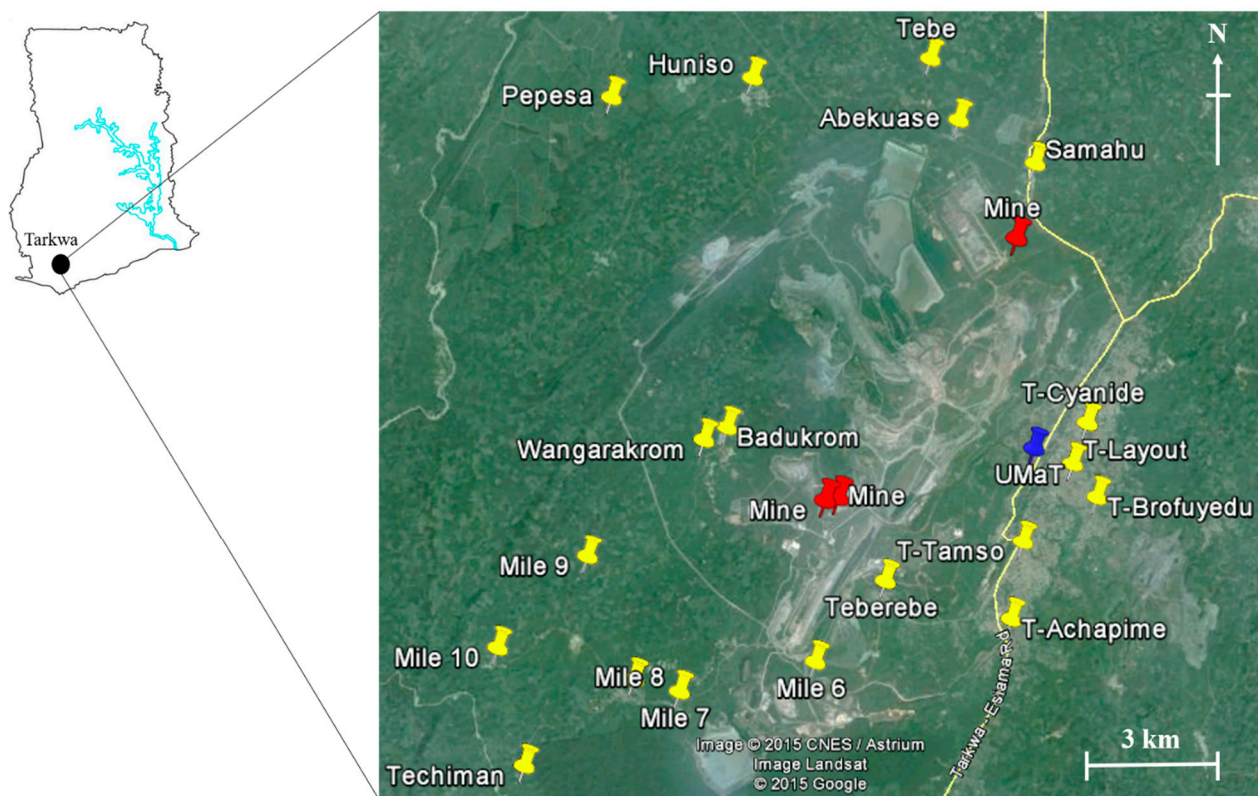 Tarkwa
Tebe
N
Huniso
Pepesa
Abekuase
Samahu
Mine
T-Cyanide
Wangarakrom
Badukrom
T-Layout
UMaT
Mine
Mine
T-Brofuyedu
Mile 9
T-Tamso
Teberebe
T-Achapime
Mile 10
Mile 8
Mile 6
Mile 7
Tarkwa - Esiama Rd
3 km
Techiman
Image © 2015 CNES / Astrium
Image Landsat
© 2015 Google